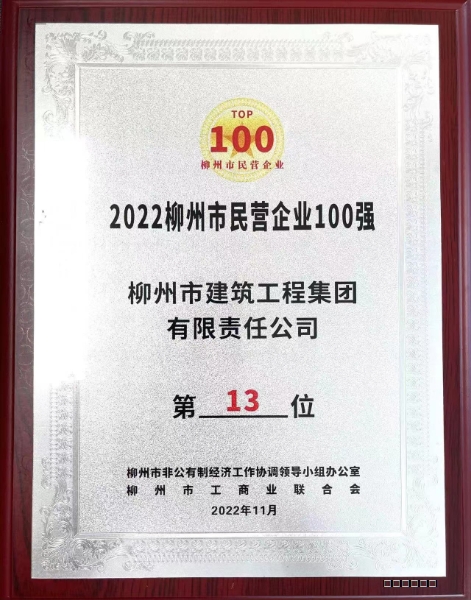 TOP
100
柳州市民营企业
2022柳州市民营企业100强
柳州市建筑工程集团
有限责任公司
第 13 位
柳州市非公有制经济工作协调领导小组办公室
柳州市工商业联合会
2022年11月
□□□□□□